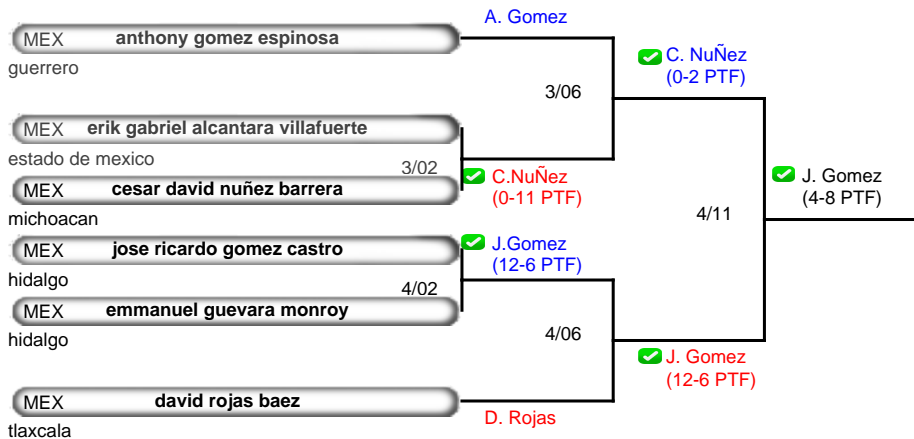 MEX anthony gomez espinosa
guerrero
A. Gomez
3/06
MEX erik gabriel alcantara villafuerte
estado de mexico
3/02
MEX cesar david nuñez barrera
michoacan
C.NuÑez
(0-11 PTF)
C. NuÑez
(0-2 PTF)
MEX jose ricardo gomez castro
hidalgo
4/02
MEX emmanuel guevara monroy
hidalgo
J.Gomez
(12-6 PTF)
4/06
MEX david rojas baez
tlaxcala
D. Rojas
J. Gomez
(12-6 PTF)
4/11
J. Gomez
(4-8 PTF)